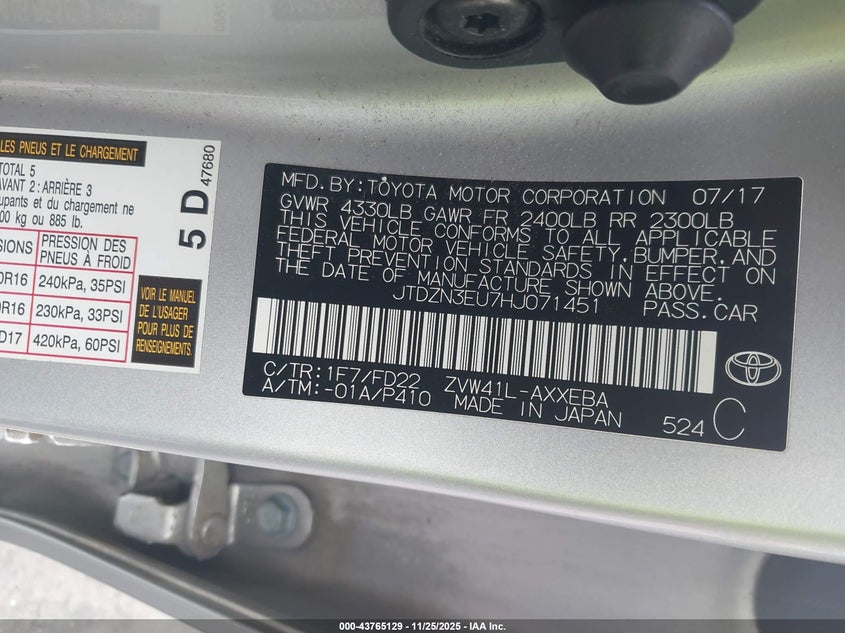 LES PNEUS ET LE CHARGEMENT
TOTAL 5
AVANT 2: ARRIÈRE 3
upants et du chargement ne
00 kg ou 885 lb.
SIONS PRESSION DES PNEUS À FROID
0R16 240kPa, 35PSI
0R16 230kPa, 33PSI
D17 420kPa, 60PSI
5 D 47680
VOIR LE MANUEL
DE L'USAGER
POUR PLUS DE
RENSEIGNEMENTS.
MFD.BY:TOYOTA MOTOR CORPORATION 07/17
GVWR 4330LB GAWR FR 2400LB RR 2300LB
THIS VEHICLE CONFORMS TO ALL APPLICABLE
FEDERAL MOTOR VEHICLE SAFETY,BUMPER,AND
THEFT PREVENTION STANDARDS IN EFFECT ON
THE DATE OF MANUFACTURE SHOWN ABOVE.
JTDZN3EU7HJ071451 PASS.CAR
C/TR:1F7/FD22 ZVW41L-AXXEBA
A/TM:-01A/P410 MADE IN JAPAN
524 C
000-43765129 - 11/25/2025 - IAA Inc.